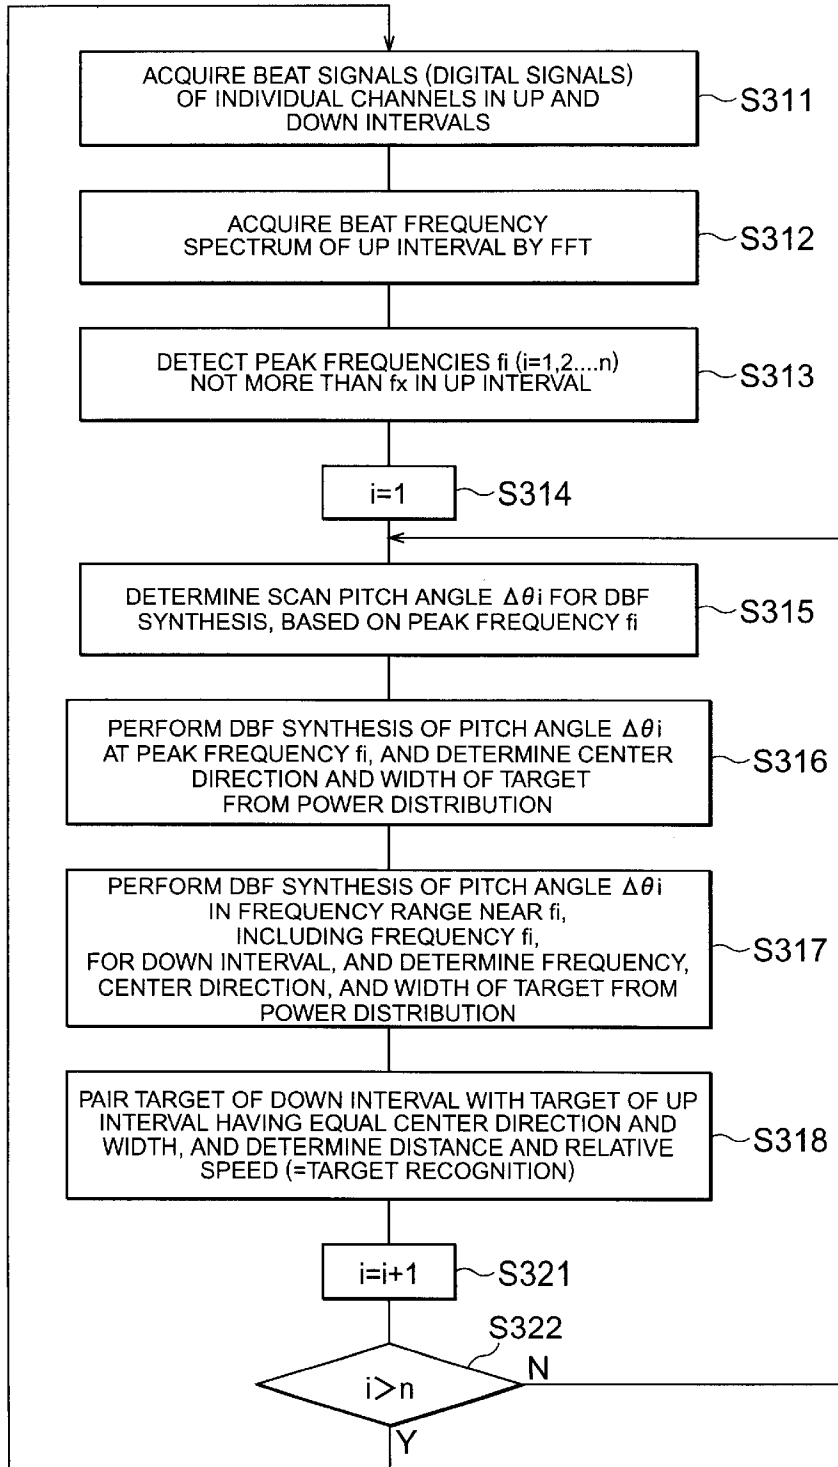 ACQUIRE BEAT SIGNALS (DIGITAL SIGNALS)
OF INDIVIDUAL CHANNELS IN UP AND
DOWN INTERVALS
S311
ACQUIRE BEAT FREQUENCY
SPECTRUM OF UP INTERVAL BY FFT
S312
DETECT PEAK FREQUENCIES fi (i=1,2....n)
NOT MORE THAN fx IN UP INTERVAL
S313
i=1
S314
DETERMINE SCAN PITCH ANGLE Δθi FOR DBF
SYNTHESIS, BASED ON PEAK FREQUENCY fi
S315
PERFORM DBF SYNTHESIS OF PITCH ANGLE Δθi
AT PEAK FREQUENCY fi, AND DETERMINE CENTER
DIRECTION AND WIDTH OF TARGET
FROM POWER DISTRIBUTION
S316
PERFORM DBF SYNTHESIS OF PITCH ANGLE Δθi
IN FREQUENCY RANGE NEAR fi,
INCLUDING FREQUENCY fi,
FOR DOWN INTERVAL, AND DETERMINE FREQUENCY,
CENTER DIRECTION, AND WIDTH OF TARGET FROM
POWER DISTRIBUTION
S317
PAIR TARGET OF DOWN INTERVAL WITH TARGET OF UP
INTERVAL HAVING EQUAL CENTER DIRECTION AND
WIDTH, AND DETERMINE DISTANCE AND RELATIVE
SPEED (=TARGET RECOGNITION)
S318
i=i+1
S321
S322
i>n
N
Y